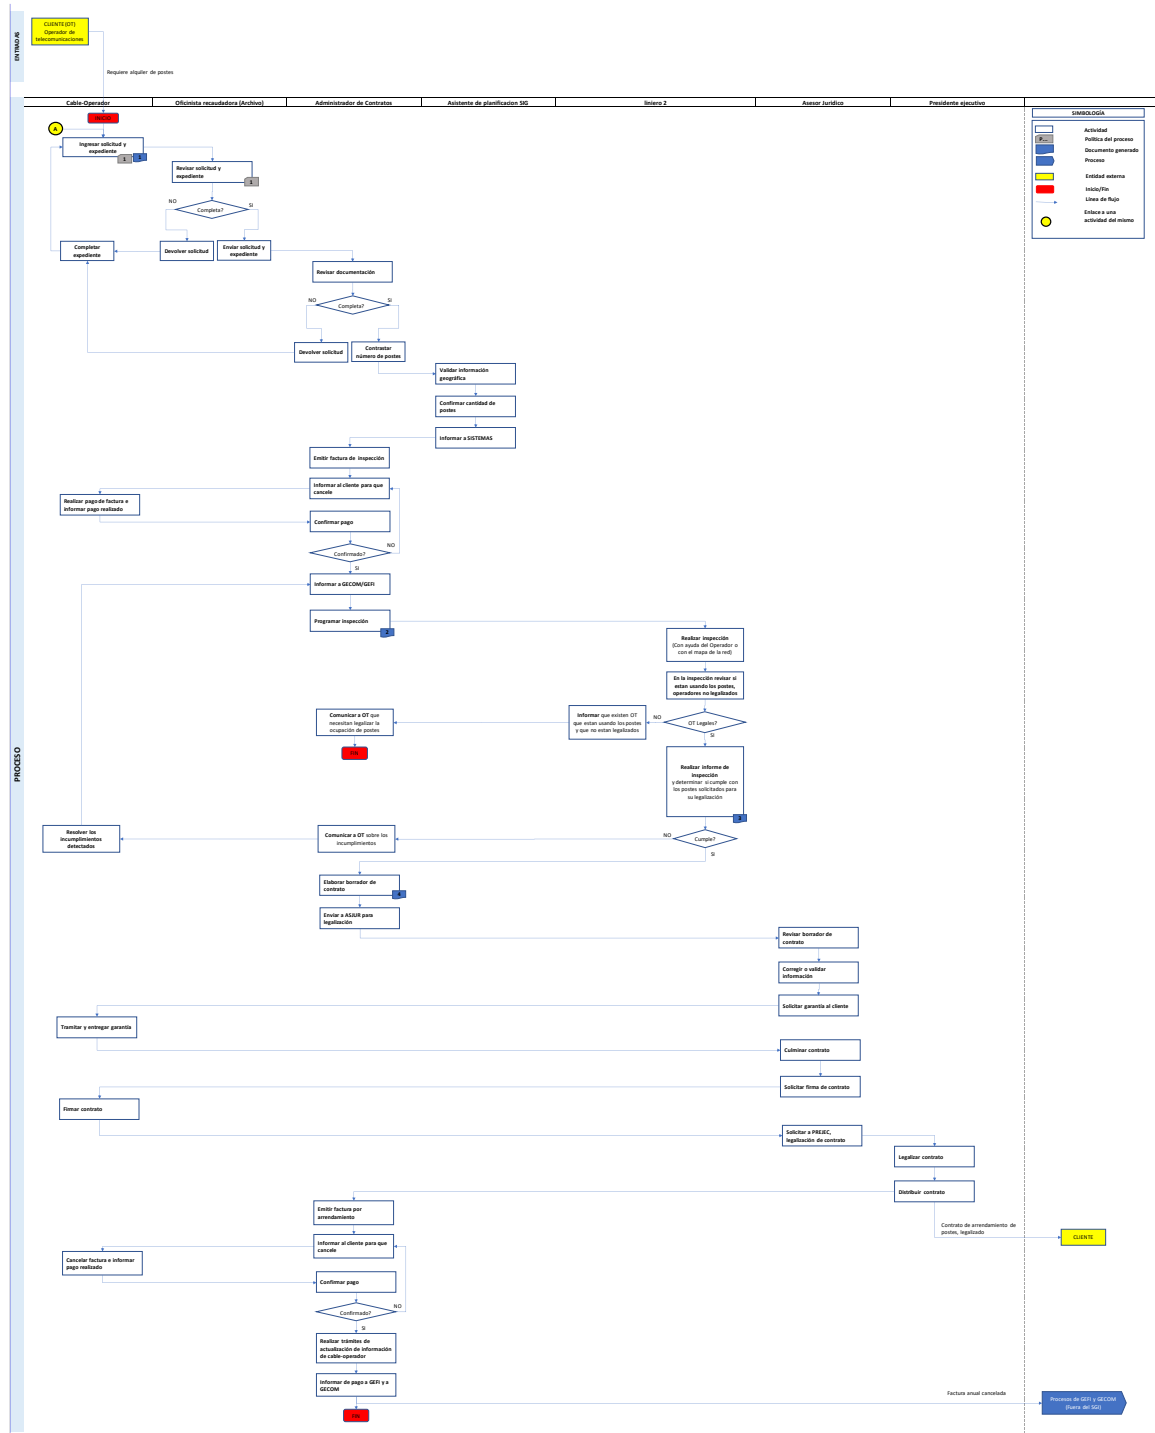 ENTRADAS
CLIENTE(OT)
Operador de
telecomunicaciones
Requiere alquiler de postes
Cable-Operador
Oficinista recaudadora (Archivo)
Administrador de Contratos
Asistente de planificacion SIG
liniero 2
Asesor Jurídico
Presidente ejecutivo
PROCESO
INICIO
A
Ingresar solicitud y
expediente
1
1
Revisar solicitud y
expediente
1
Completa?
NO
SI
Completar
expediente
Devolver solicitud
Enviar solicitud y
expediente
Revisar documentación
Completa?
NO
SI
Devolver solicitud
Contrastar
número de postes
Validar información
geográfica
Confirmar cantidad de
postes
Informar a SISTEMAS
Emitir factura de inspección
Informar al cliente para que
cancele
Realizar pago de factura e
informar pago realizado
Confirmar pago
Confirmado?
NO
SI
Informar a GECOM/GEFI
Programar inspección
2
Realizar inspección
(Con ayuda del Operador o
con el mapa de la red)
En la inspección revisar si
estan usando los postes,
operadores no legalizados
OT Legales?
NO
SI
Informar que existen OT
que estan usando los postes
y que no estan legalizados
Comunicar a OT que
necesitan legalizar la
ocupación de postes
FIN
Realizar informe de
inspección
y determinar si cumple con
los postes solicitados para
su legalización
3
Cumple?
NO
SI
Comunicar a OT sobre los
incumplimientos
Resolver los
incumplimientos
detectados
Elaborar borrador de
contrato
4
Enviar a ASJUR para
legalización
Revisar borrador de
contrato
Corregir o validar
información
Solicitar garantía al cliente
Tramitar y entregar garantía
Culminar contrato
Solicitar firma de contrato
Firmar contrato
Solicitar a PREJEC,
legalización de contrato
Legalizar contrato
Distribuir contrato
Contrato de arrendamiento de
postes, legalizado
CLIENTE
Emitir factura por
arrendamiento
Informar al cliente para que
cancele
Cancelar factura e informar
pago realizado
Confirmar pago
Confirmado?
NO
SI
Realizar trámites de
actualización de información
de cable-operador
Informar de pago a GEFI y a
GECOM
FIN
Factura anual cancelada
Procesos de GEFI y GECOM
(Fuera del SGI)
SIMBOLOGÍA
Actividad
P...
Política del proceso
Documento generado
Proceso
Entidad externa
Inicio/Fin
Línea de flujo
Enlace a una
actividad del mismo